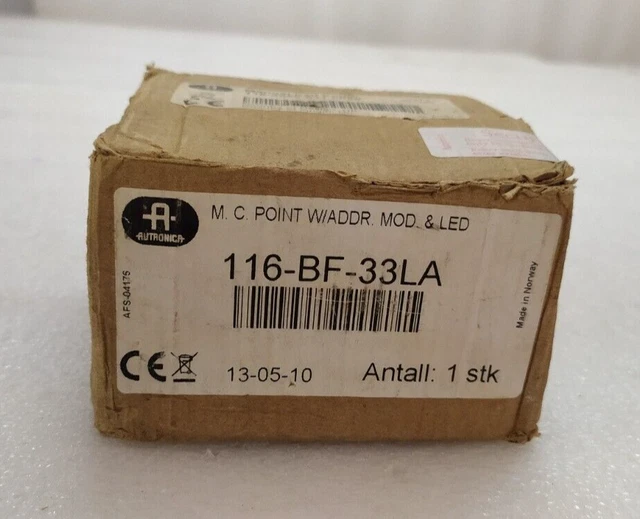 AUTRONICA
M. C. POINT W/ADDR. MOD. & LED
116-BF-33LA
AFS-04175
Made in Norway
CE
13-05-10
Antall: 1 stk